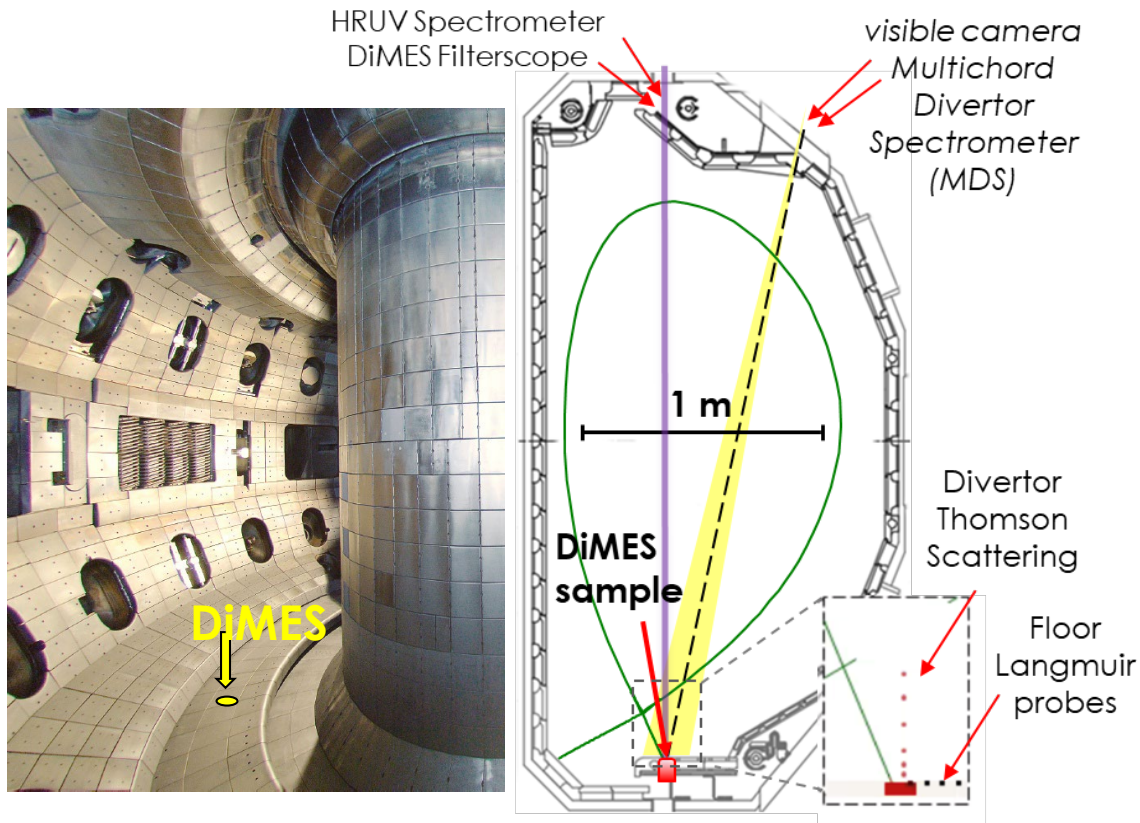 HRUV Spectrometer
DiMES Filterscope
visible camera
Multichord
Divertor
Spectrometer
(MDS)
1 m
DiMES
sample
Divertor
Thomson
Scattering
Floor
Langmuir
probes
DiMES